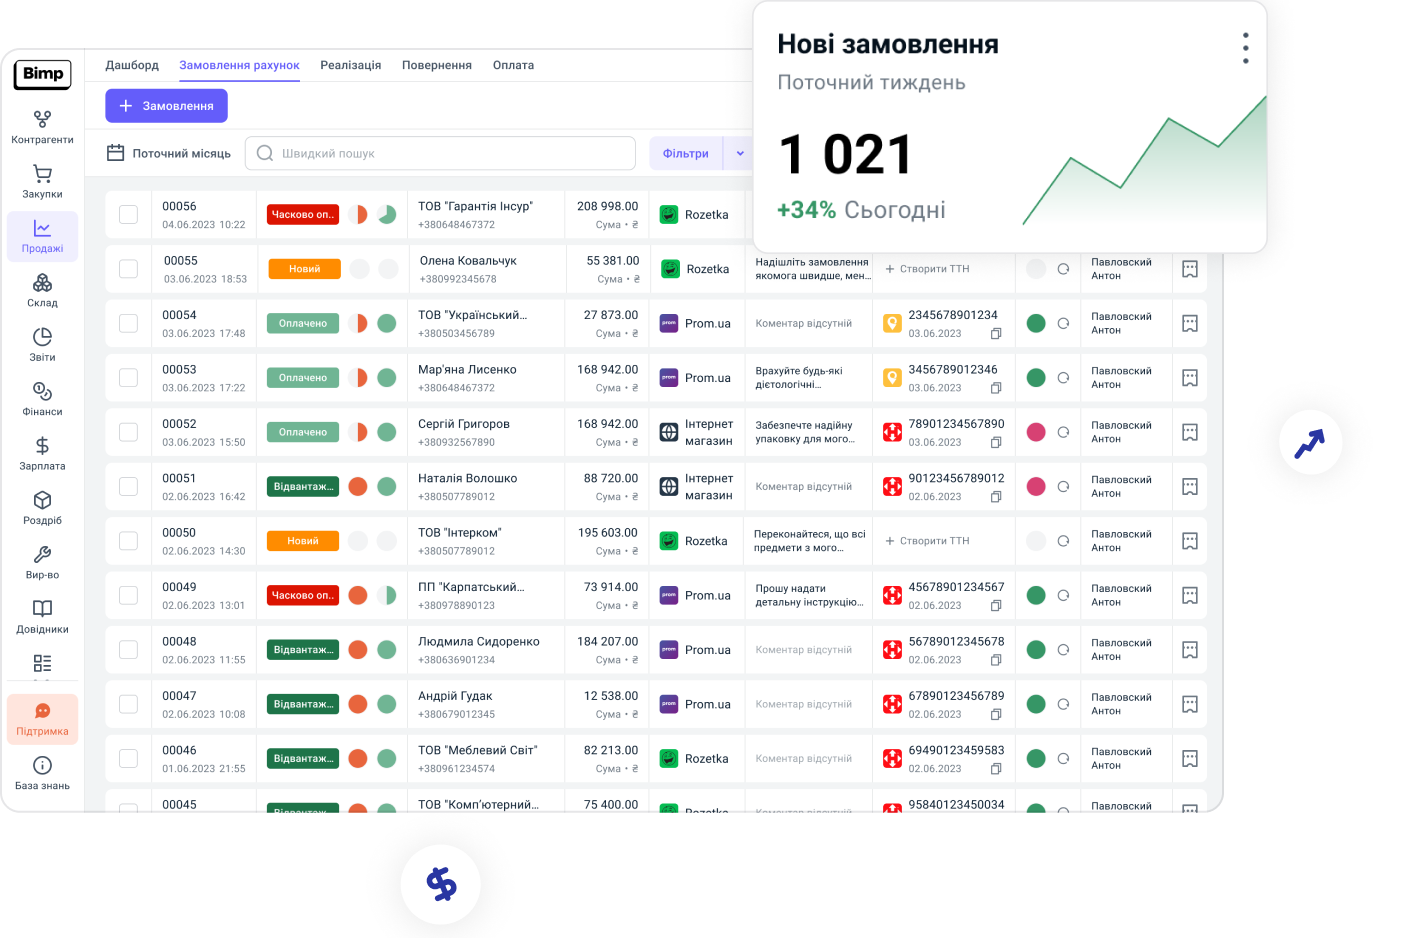 Нові замовлення
Поточний тиждень
1 021
+34% Сьогодні
Bimp
Контрагенти
Закупки
Продажі
Склад
Звіти
Фінанси
Зарплата
Роздріб
Вир-во
Довідники
Підтримка
База знань
Дашборд Замовлення рахунок Реалізація Повернення Оплата
+ Замовлення
Поточний місяць Швидкий пошук Фільтри
00056 Часково оп.. ТОВ "Гарантія Інсур" 208 998.00 Rozetka
04.06.2023 10:22 +380648467372 Сума • ₴
00055 Новий Олена Ковальчук 55 381.00 Rozetka Надішліть замовлення + Створити ТТН Павловский
03.06.2023 18:53 +380992345678 Сума • ₴ якомога швидше, мен... Антон
00054 Оплачено ТОВ "Український... 27 873.00 Prom.ua Коментар відсутній 2345678901234 Павловский
03.06.2023 17:48 +380503456789 Сума • ₴ 03.06.2023 Антон
00053 Оплачено Мар'яна Лисенко 168 942.00 Prom.ua Врахуйте будь-які 3456789012346 Павловский
03.06.2023 17:22 +380648467372 Сума • ₴ дієтологічні... 03.06.2023 Антон
00052 Оплачено Сергій Григоров 168 942.00 Інтернет Забезпечте надійну 78901234567890 Павловский
03.06.2023 15:50 +380932567890 Сума • ₴ магазин упаковку для мого... 03.06.2023 Антон
00051 Відвантаж... Наталія Волошко 88 720.00 Інтернет Коментар відсутній 90123456789012 Павловский
02.06.2023 16:42 +380507789012 Сума • ₴ магазин 02.06.2023 Антон
00050 Новий ТОВ "Інтерком" 195 603.00 Rozetka Переконайтеся, що всі + Створити ТТН Павловский
02.06.2023 14:30 +380507789012 Сума • ₴ предмети з мого... Антон
00049 Часково оп.. ПП "Карпатський... 73 914.00 prom Prom.ua Прошу надати 45678901234567 Павловский
02.06.2023 13:01 +380978890123 Сума • ₴ детальну інструкцію... 02.06.2023 Антон
00048 Відвантаж... Людмила Сидоренко 184 207.00 prom Prom.ua Коментар відсутній 56789012345678 Павловский
02.06.2023 11:55 +380636901234 Сума • ₴ 02.06.2023 Антон
00047 Відвантаж... Андрій Гудак 12 538.00 prom Prom.ua Коментар відсутній 67890123456789 Павловский
02.06.2023 10:08 +380679012345 Сума • ₴ 02.06.2023 Антон
00046 Відвантаж... ТОВ "Меблевий Світ" 82 213.00 Rozetka Коментар відсутній 69490123459583 Павловский
01.06.2023 21:55 +380961234574 Сума • ₴ 02.06.2023 Антон
00045 Відвантаж... ТОВ "Комп'ютерний... 75 400.00 Rozetka Коментар відсутній 95840123450034 Павловский